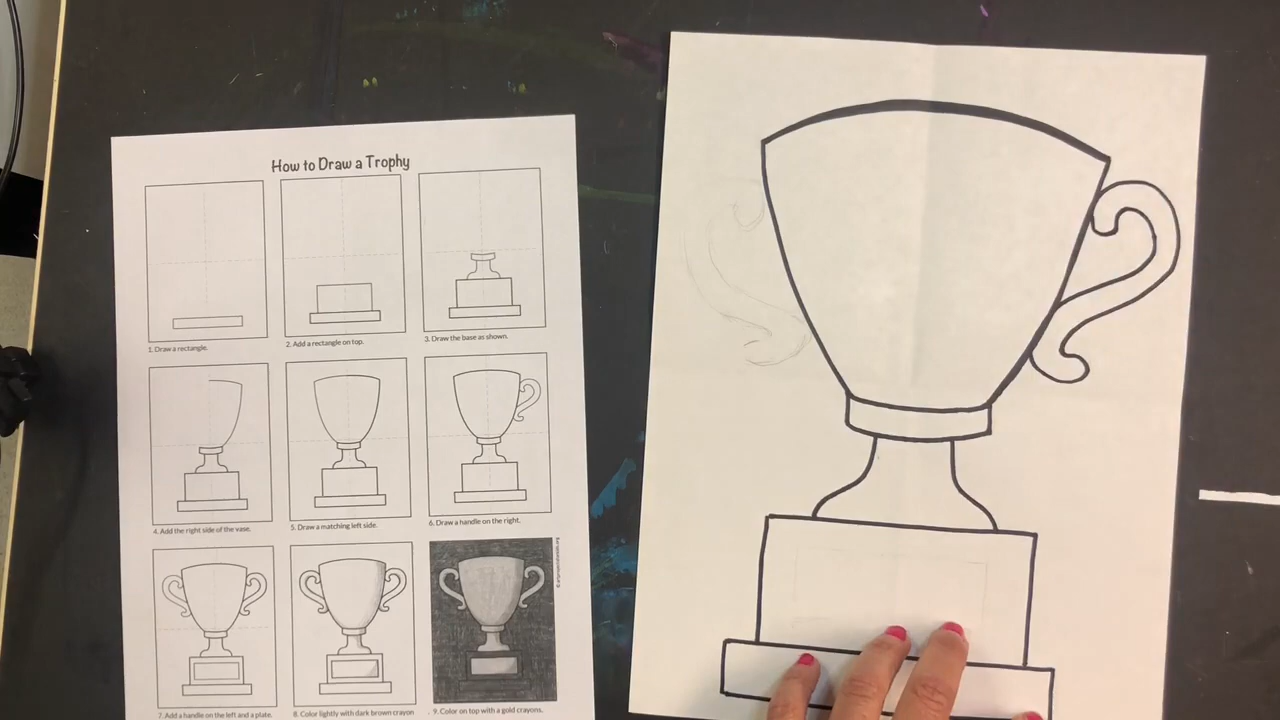 How to Draw a Trophy
1. Draw a rectangle.
2. Add a rectangle on top.
3. Draw the base as shown.
4. Add the right side of the vase.
5. Draw a matching left side.
6. Draw a handle on the right.
7. Add a handle on the left and a plate.
8. Color lightly with dark brown crayon
9. Color on top with a gold crayons.